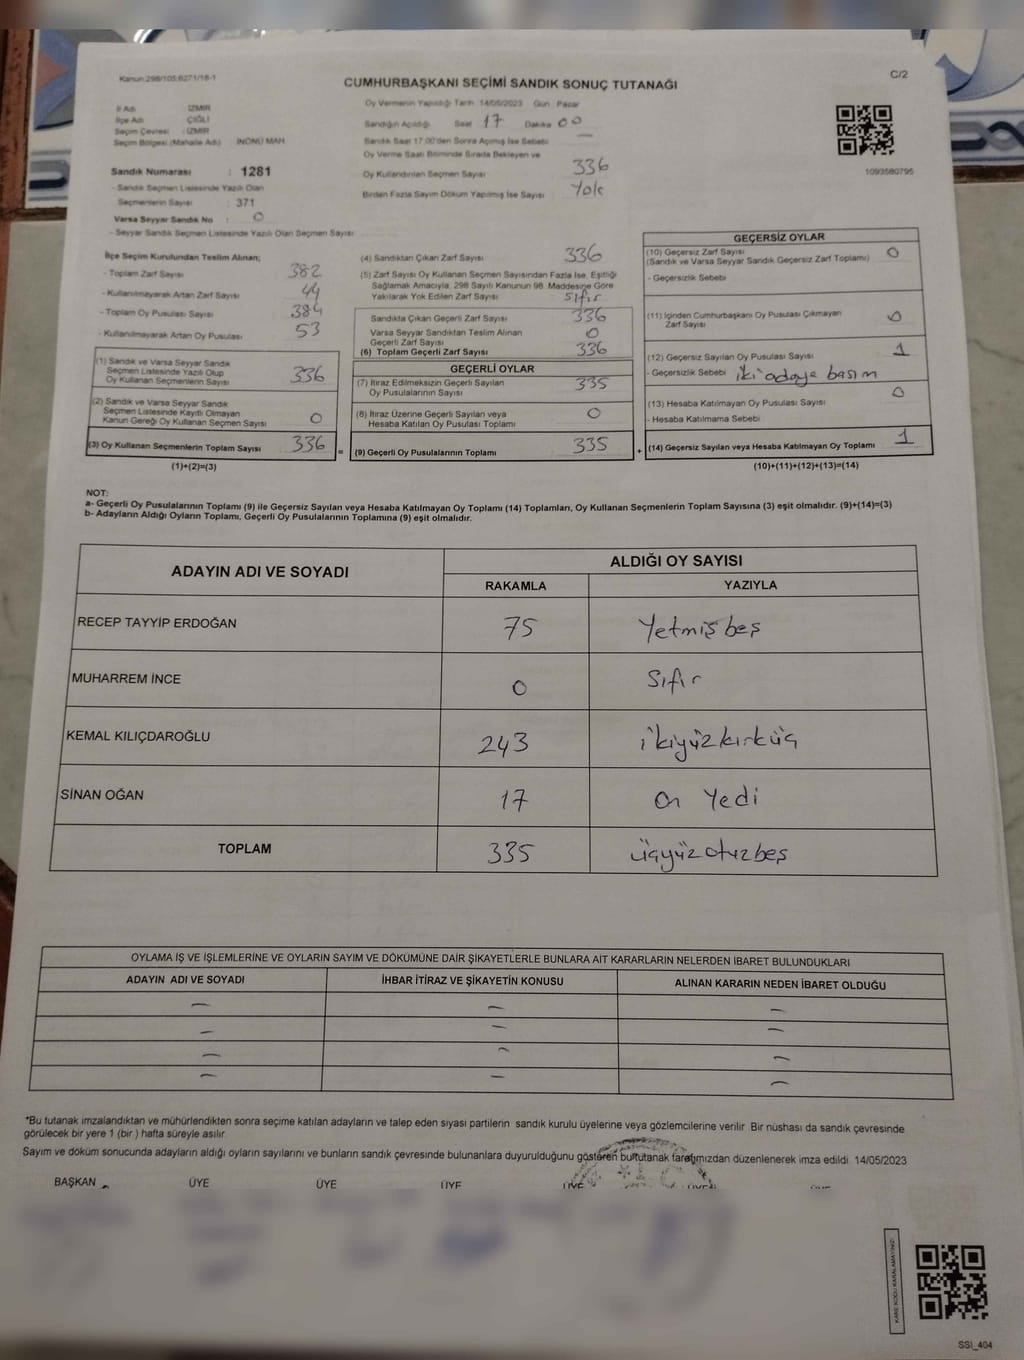 Kanun:298/105;6271/18-1
C/2
CUMHURBAŞKANI SEÇİMİ SANDIK SONUÇ TUTANAĞI
İl Adı İZMİR
İlçe Adı ÇİĞLİ
Seçim Çevresi : İZMİR
Seçim Bölgesi (Mahalle Adı) İNÖNÜ MAH.
Sandık Numarası : 1281
- Sandık Seçmen Listesinde Yazılı Olan
Seçmenlerin Sayısı : 371
Varsa Seyyar Sandık No : 0
- Seyyar Sandık Seçmen Listesinde Yazılı Olan Seçmen Sayısı
Oy Vermenin Yapıldığı Tarih 14/05/2023 Gün : Pazar
Sandığın Açıldığı Saat 17 Dakika 00
Sandık Saat 17:00'den Sonra Açılmış İse Sebebi —
Oy Verme Saati Bitiminde Sırada Bekleyen ve
Oy Kullandırılan Seçmen Sayısı 336
Birden Fazla Sayım Döküm Yapılmış İse Sayısı Yok
1093580795
İlçe Seçim Kurulundan Teslim Alınan;
- Toplam Zarf Sayısı 382
- Kullanılmayarak Artan Zarf Sayısı 44
- Toplam Oy Pusulası Sayısı 384
- Kullanılmayarak Artan Oy Pusulası 53
(1) Sandık ve Varsa Seyyar Sandık
Seçmen Listesinde Yazılı Olup
Oy Kullanan Seçmenlerin Sayısı 336
(2) Sandık ve Varsa Seyyar Sandık
Seçmen Listesinde Kayıtlı Olmayan
Kanun Gereği Oy Kullanan Seçmen Sayısı 0
(3) Oy Kullanan Seçmenlerin Toplam Sayısı 336
(1)+(2)=(3)
(4) Sandıktan Çıkan Zarf Sayısı 336
(5) Zarf Sayısı Oy Kullanan Seçmen Sayısından Fazla İse, Eşitliği
Sağlamak Amacıyla, 298 Sayılı Kanunun 98. Maddesine Göre
Yakılarak Yok Edilen Zarf Sayısı sıfır
Sandıkta Çıkan Geçerli Zarf Sayısı 336
Varsa Seyyar Sandıktan Teslim Alınan
Geçerli Zarf Sayısı 0
(6) Toplam Geçerli Zarf Sayısı 336
GEÇERLİ OYLAR
(7) İtiraz Edilmeksizin Geçerli Sayılan
Oy Pusulalarının Sayısı 335
(8) İtiraz Üzerine Geçerli Sayılan veya
Hesaba Katılan Oy Pusulası Toplamı 0
=
(9) Geçerli Oy Pusulalarının Toplamı 335
+
GEÇERSİZ OYLAR
(10) Geçersiz Zarf Sayısı 0
(Sandık ve Varsa Seyyar Sandık Geçersiz Zarf Toplamı)
- Geçersizlik Sebebi
(11) İçinden Cumhurbaşkanı Oy Pusulası Çıkmayan
Zarf Sayısı 0
(12) Geçersiz Sayılan Oy Pusulası Sayısı 1
- Geçersizlik Sebebi iki adaya basım
(13) Hesaba Katılmayan Oy Pusulası Sayısı 0
- Hesaba Katılmama Sebebi
(14) Geçersiz Sayılan veya Hesaba Katılmayan Oy Toplamı 1
(10)+(11)+(12)+(13)=(14)
NOT:
a- Geçerli Oy Pusulalarının Toplamı (9) ile Geçersiz Sayılan veya Hesaba Katılmayan Oy Toplamı (14) Toplamları, Oy Kullanan Seçmenlerin Toplam Sayısına (3) eşit olmalıdır. (9)+(14)=(3)
b- Adayların Aldığı Oyların Toplamı, Geçerli Oy Pusulalarının Toplamına (9) eşit olmalıdır.
ADAYIN ADI VE SOYADI ALDIĞI OY SAYISI
RAKAMLA YAZIYLA
RECEP TAYYİP ERDOĞAN 75 Yetmişbeş
MUHARREM İNCE 0 Sıfır
KEMAL KILIÇDAROĞLU 243 ikiyüzkırküç
SİNAN OĞAN 17 On Yedi
TOPLAM 335 üçyüzotuzbeş
OYLAMA İŞ VE İŞLEMLERİNE VE OYLARIN SAYIM VE DÖKÜMÜNE DAİR ŞİKAYETLERLE BUNLARA AİT KARARLARIN NELERDEN İBARET BULUNDUKLARI
ADAYIN ADI VE SOYADI İHBAR İTİRAZ VE ŞİKAYETİN KONUSU ALINAN KARARIN NEDEN İBARET OLDUĞU
— — —
— — —
— — —
— — —
*Bu tutanak imzalandıktan ve mühürlendikten sonra seçime katılan adayların ve talep eden siyasi partilerin sandık kurulu üyelerine veya gözlemcilerine verilir. Bir nüshası da sandık çevresinde
görülecek bir yere 1 (bir ) hafta süreyle asılır.
Sayım ve döküm sonucunda adayların aldığı oyların sayılarını ve bunların sandık çevresinde bulunanlara duyurulduğunu gösteren bu tutanak tarafımızdan düzenlenerek imza edildi. 14/05/2023
BAŞKAN ÜYE ÜYE ÜYE ÜYE ÜYE ÜYE
SSI_404